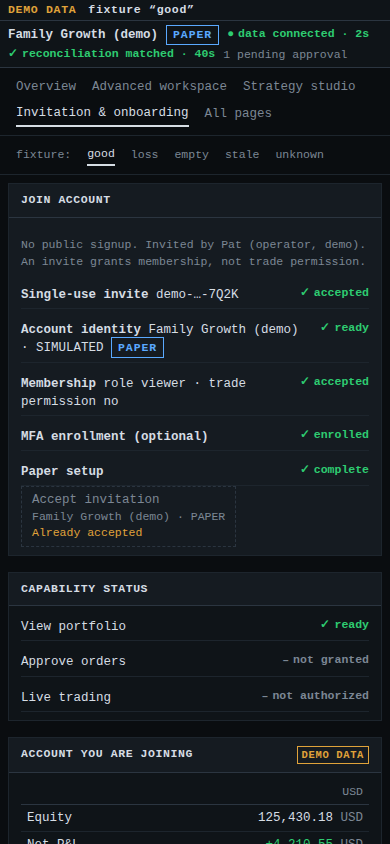 DEMO DATA fixture “good”
Family Growth (demo) PAPER ● data connected · 2s
✓ reconciliation matched · 40s 1 pending approval
Overview Advanced workspace Strategy studio
Invitation & onboarding All pages
fixture: good loss empty stale unknown
JOIN ACCOUNT
No public signup. Invited by Pat (operator, demo).
An invite grants membership, not trade permission.
Single-use invite demo-…-7Q2K ✓ accepted
Account identity Family Growth (demo) ✓ ready
· SIMULATED PAPER
Membership role viewer · trade ✓ accepted
permission no
MFA enrollment (optional) ✓ enrolled
Paper setup ✓ complete
Accept invitation
Family Growth (demo) · PAPER
Already accepted
CAPABILITY STATUS
View portfolio ✓ ready
Approve orders – not granted
Live trading – not authorized
ACCOUNT YOU ARE JOINING DEMO DATA
USD
Equity 125,430.18 USD
Net P&L +4,210.55 USD